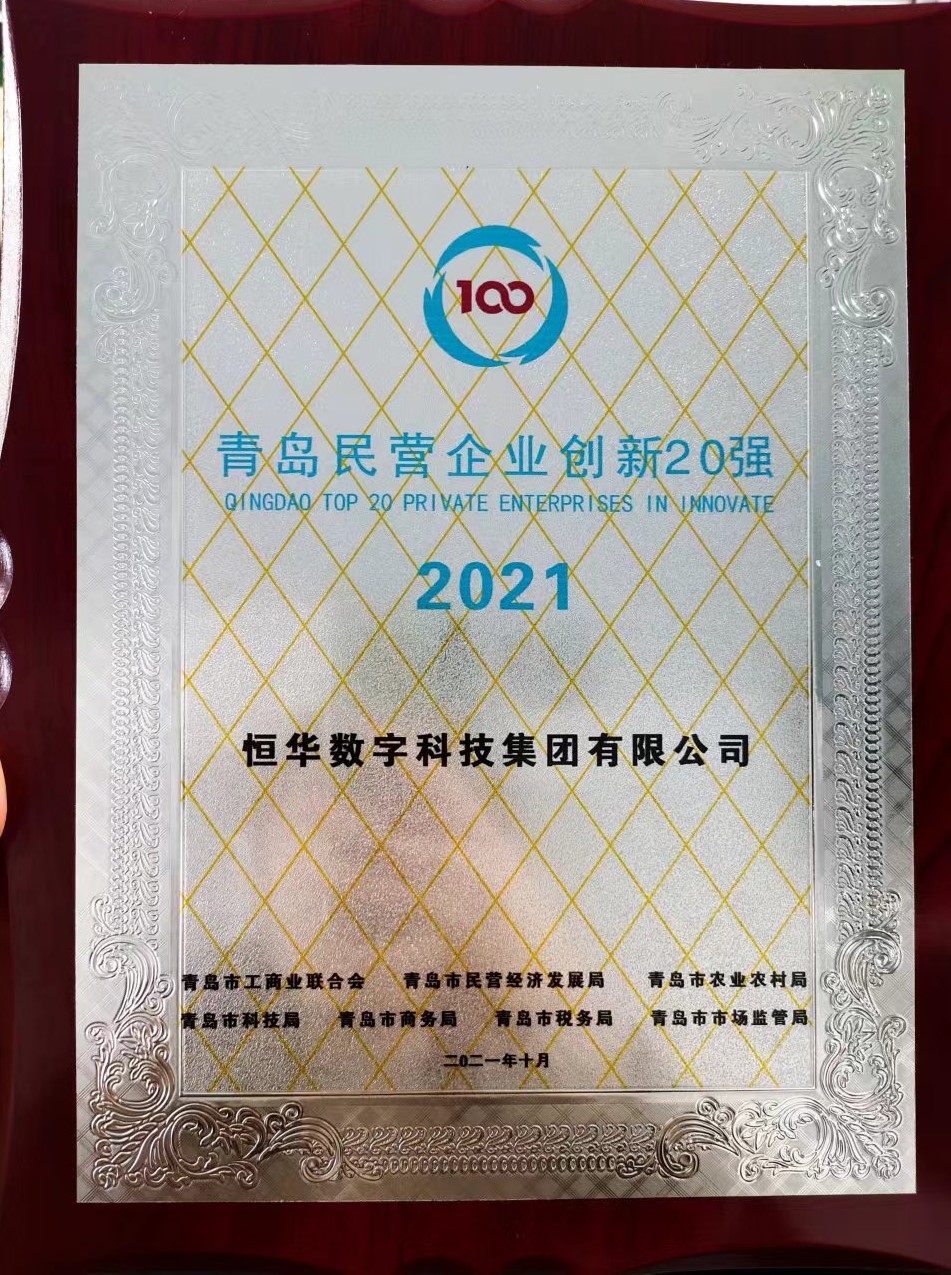 100
青岛民营企业创新20强
QINGDAO TOP 20 PRIVATE ENTERPRISES IN INNOVATE
2021
恒华数字科技集团有限公司
青岛市工商业联合会 青岛市民营经济发展局 青岛市农业农村局
青岛市科技局 青岛市商务局 青岛市税务局 青岛市市场监管局
二0二一年十月